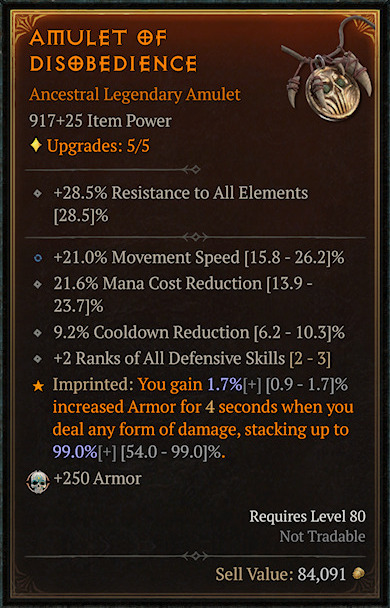 AMULET OF
DISOBEDIENCE
Ancestral Legendary Amulet
917+25 Item Power
Upgrades: 5/5
+28.5% Resistance to All Elements
[28.5]%
+21.0% Movement Speed [15.8 - 26.2]%
21.6% Mana Cost Reduction [13.9 -
23.7]%
9.2% Cooldown Reduction [6.2 - 10.3]%
+2 Ranks of All Defensive Skills [2 - 3]
Imprinted: You gain 1.7%[+] [0.9 - 1.7]%
increased Armor for 4 seconds when you
deal any form of damage, stacking up to
99.0%[+] [54.0 - 99.0]%.
+250 Armor
Requires Level 80
Not Tradable
Sell Value: 84,091